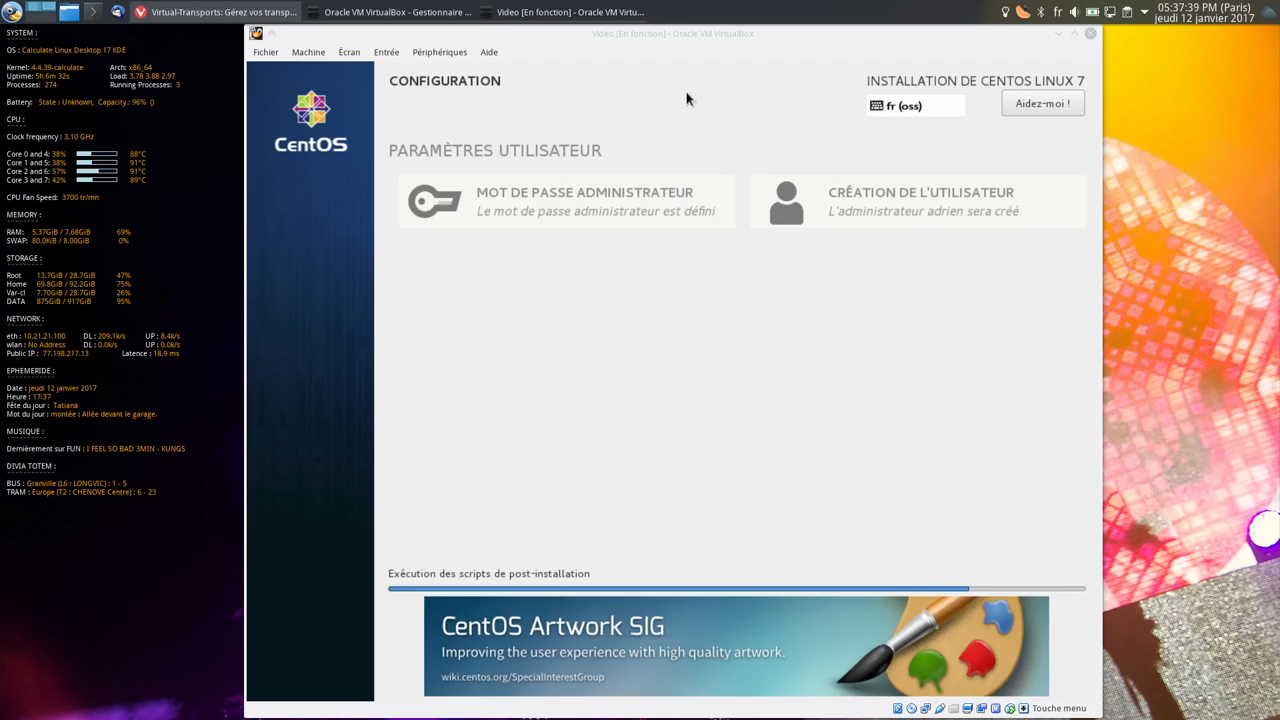 Virtual-Transports: Gérez vos transp...
Oracle VM VirtualBox - Gestionnaire ...
Video [En fonction] - Oracle VM Virtu...
05:37:39 PM (Paris)
jeudi 12 janvier 2017
SYSTEM :
OS : Calculate Linux Desktop 17 KDE
Kernel: 4.4.39-calculate Arch: x86_64
Uptime: 5h 6m 32s Load: 3.78 3.88 2.97
Processes: 274 Running Processes: 3
Battery: State : Unknown, Capacity : 96% ()
CPU :
Clock frequency : 3.10 GHz
Core 0 and 4: 38% 88°C
Core 1 and 5: 38% 91°C
Core 2 and 6: 57% 91°C
Core 3 and 7: 42% 89°C
CPU Fan Speed: 3700 tr/mn
MEMORY :
RAM: 5.37GiB / 7.68GiB 69%
SWAP: 80.0KiB / 8.00GiB 0%
STORAGE :
Root 13.7GiB / 28.7GiB 47%
Home 69.8GiB / 92.2GiB 75%
Var-cl 7.70GiB / 28.7GiB 26%
DATA 875GiB / 917GiB 95%
NETWORK :
eth : 10.21.21.100 DL : 209.1k/s UP : 8.4k/s
wlan : No Address DL : 0.0k/s UP : 0.0k/s
Public IP : 77.198.217.13 Latence : 18.9 ms
EPHEMERIDE :
Date : jeudi 12 janvier 2017
Heure : 17:37
Fête du jour : Tatiana
Mot du jour : montée : Allée devant le garage.
MUSIQUE :
Dernièrement sur FUN : I FEEL SO BAD 3MIN - KUNGS
DIVIA TOTEM :
BUS : Granville (L6 : LONGVIC) : 1 - 5
TRAM : Europe (T2 : CHENOVE Centre) : 6 - 23
Video [En fonction] - Oracle VM VirtualBox
Fichier Machine Écran Entrée Périphériques Aide
CentOS
CONFIGURATION
INSTALLATION DE CENTOS LINUX 7
fr (oss)
Aidez-moi !
PARAMÈTRES UTILISATEUR
MOT DE PASSE ADMINISTRATEUR
Le mot de passe administrateur est défini
CRÉATION DE L'UTILISATEUR
L'administrateur adrien sera créé
Exécution des scripts de post-installation
CentOS Artwork SIG
Improving the user experience with high quality artwork.
wiki.centos.org/SpecialInterestGroup
Touche menu